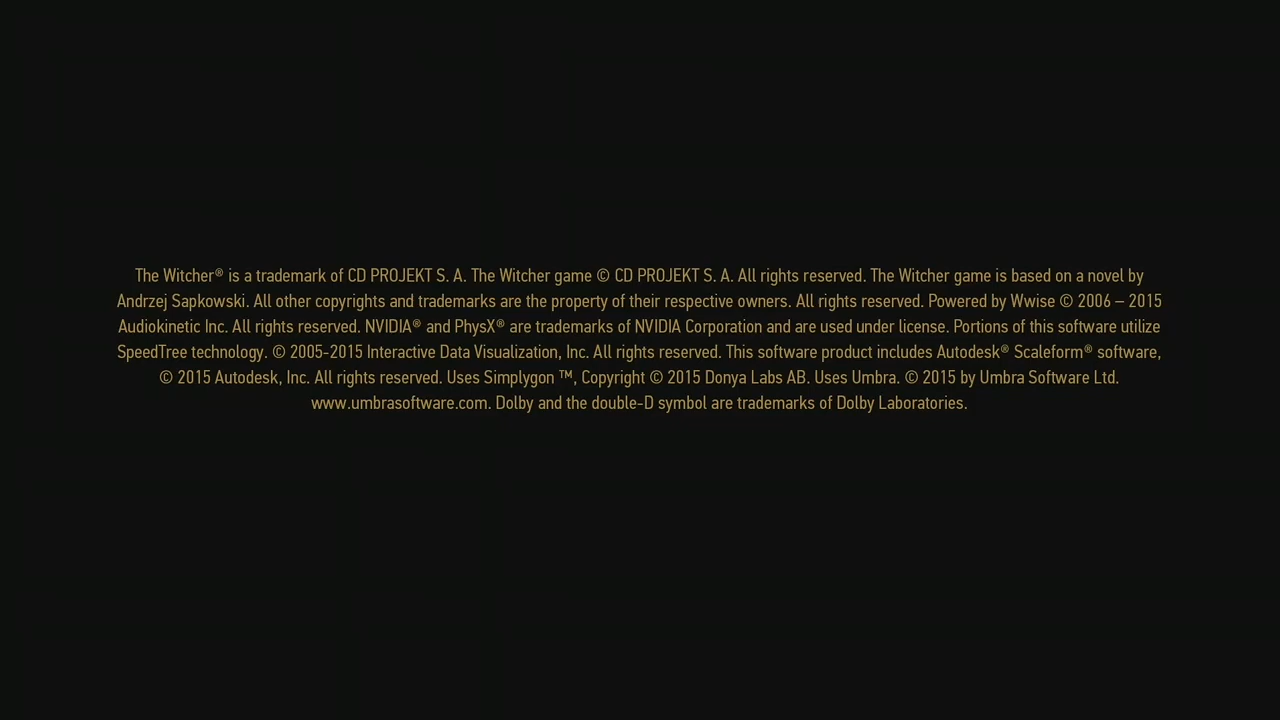 The Witcher® is a trademark of CD PROJEKT S. A. The Witcher game © CD PROJEKT S. A. All rights reserved. The Witcher game is based on a novel by
Andrzej Sapkowski. All other copyrights and trademarks are the property of their respective owners. All rights reserved. Powered by Wwise © 2006 – 2015
Audiokinetic Inc. All rights reserved. NVIDIA® and PhysX® are trademarks of NVIDIA Corporation and are used under license. Portions of this software utilize
SpeedTree technology. © 2005-2015 Interactive Data Visualization, Inc. All rights reserved. This software product includes Autodesk® Scaleform® software,
© 2015 Autodesk, Inc. All rights reserved. Uses Simplygon ™, Copyright © 2015 Donya Labs AB. Uses Umbra. © 2015 by Umbra Software Ltd.
www.umbrasoftware.com. Dolby and the double-D symbol are trademarks of Dolby Laboratories.